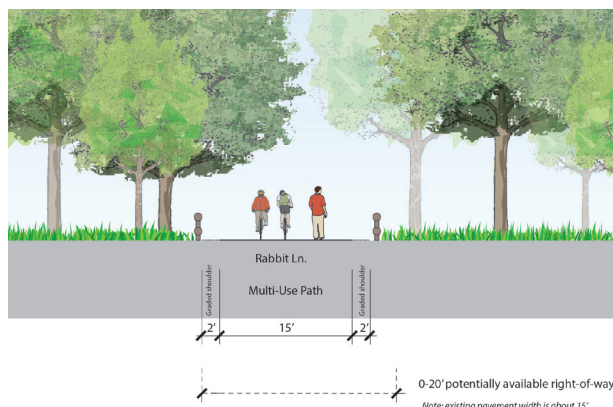 Rabbit Ln.
Multi-Use Path
Graded shoulder
Graded shoulder
2' 15' 2'
0-20' potentially available right-of-way
Note: existing pavement width is about 15'